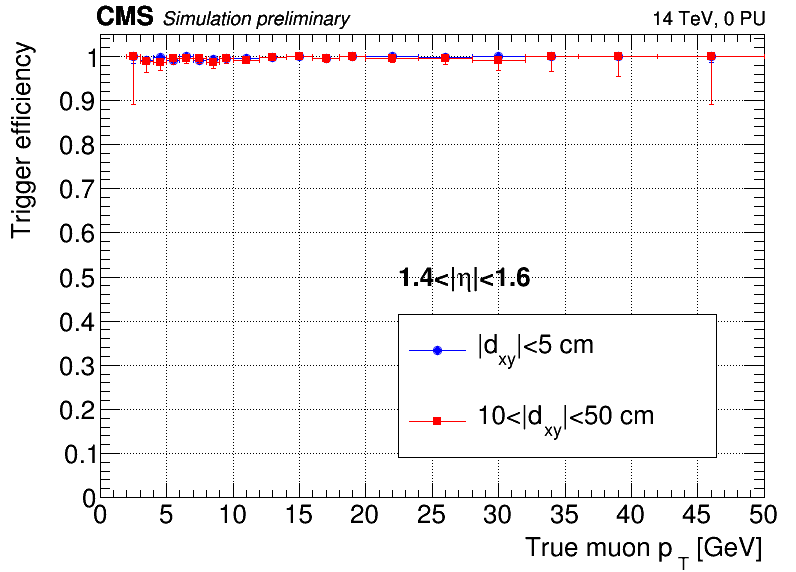 CMS Simulation preliminary 14 TeV, 0 PU
Trigger efficiency
1
0.9
0.8
0.7
0.6
0.5
0.4
0.3
0.2
0.1
0
1.4<|η|<1.6
|d_xy|<5 cm
10<|d_xy|<50 cm
0 5 10 15 20 25 30 35 40 45 50
True muon p_T [GeV]